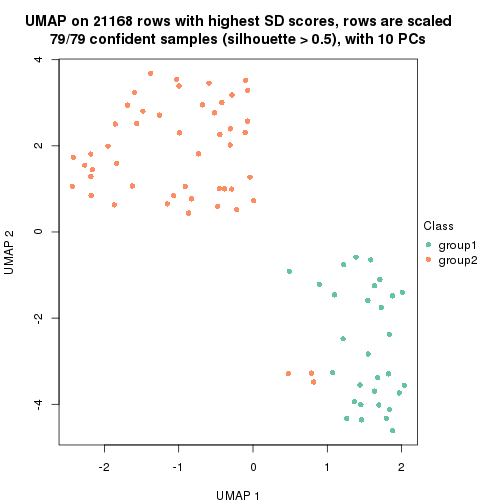 UMAP on 21168 rows with highest SD scores, rows are scaled
79/79 confident samples (silhouette > 0.5), with 10 PCs
4
2
0
-2
-4
UMAP 2
-2
-1
0
1
2
UMAP 1
Class
group1
group2